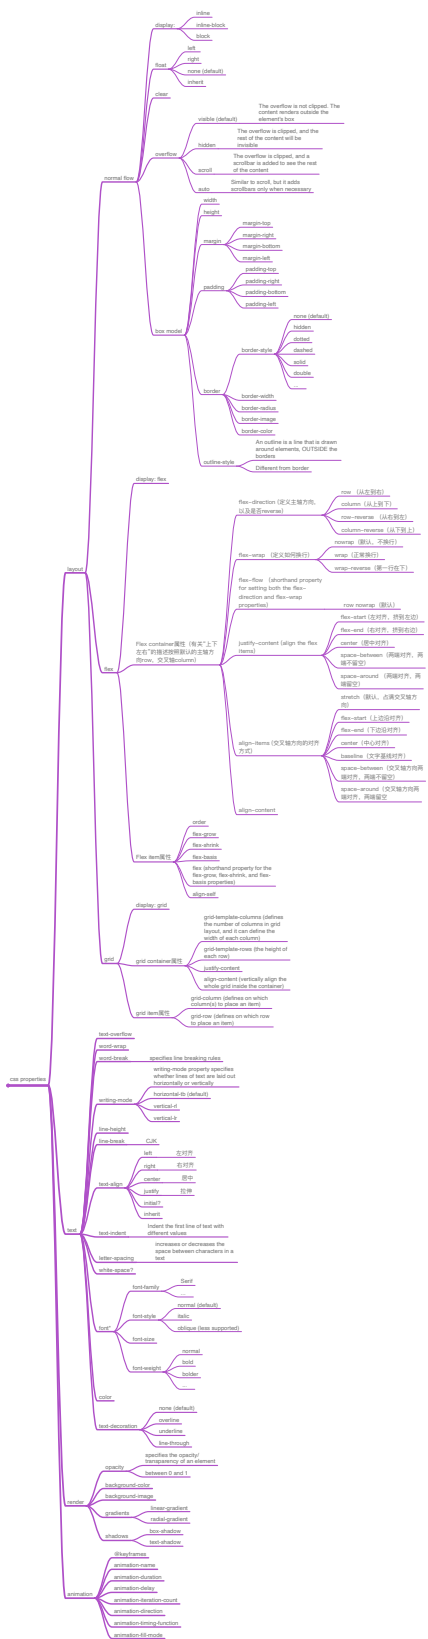 inline
display:
inline-block
block
left
right
float
none (default)
inherit
clear
The overflow is not clipped. The
content renders outside the
element's box
visible (default)
The overflow is clipped, and the
rest of the content will be
invisible
hidden
overflow
The overflow is clipped, and a
scrollbar is added to see the rest
of the content
scroll
Similar to scroll, but it adds
scrollbars only when necessary
auto
normal flow
width
height
margin-top
margin-right
margin
margin-bottom
margin-left
padding-top
padding-right
padding
padding-bottom
padding-left
box model
none (default)
hidden
dotted
border-style
dashed
solid
double
...
border
border-width
border-radius
border-image
border-color
An outline is a line that is drawn
around elements, OUTSIDE the
borders
outline-style
Different from border
layout
display: flex
row （从左到右）
flex-direction (定义主轴方向,
以及是否reverse)
column（从上到下）
row-reverse （从右到左）
column-reverse（从下到上）
nowrap（默认，不换行）
flex-wrap （定义如何换行）
wrap（正常换行）
wrap-reverse（第一行在下）
flex-flow （shorthand property
for setting both the flex-
direction and flex-wrap
properties）
row nowrap（默认）
flex-start（左对齐，挤到左边）
flex-end（右对齐，挤到右边）
justify-content (align the flex
items)
center（居中对齐）
space-between（两端对齐，两
端不留空）
space-around （两端对齐，两
端留空）
Flex container属性（有关"上下
左右"的描述按照默认的主轴方
向row，交叉轴column）
flex
stretch（默认，占满交叉轴方
向）
flex-start（上边沿对齐）
flex-end（下边沿对齐）
align-items (交叉轴方向的对齐
方式)
center（中心对齐）
baseline（文字基线对齐）
space-between（交叉轴方向两
端对齐，两端不留空）
space-around（交叉轴方向两
端对齐，两端留空
align-content
order
flex-grow
flex-shrink
Flex item属性
flex-basis
flex (shorthand property for the
flex-grow, flex-shrink, and flex-
basis properties)
align-self
display: grid
grid-template-columns (defines
the number of columns in grid
layout, and it can define the
width of each column)
grid-template-rows (the height of
each row)
grid
grid container属性
justify-content
align-content (vertically align the
whole grid inside the container)
grid-column (defines on which
column(s) to place an item)
grid item属性
grid-row (defines on which row
to place an item)
css properties
text-overflow
word-wrap
word-break
specifies line breaking rules
writing-mode property specifies
whether lines of text are laid out
horizontally or vertically
writing-mode
horizontal-tb (default)
vertical-rl
vertical-lr
line-height
line-break
CJK
left
左对齐
right
右对齐
text-align
center
居中
justify
拉伸
initial?
inherit
text
text-indent
Indent the first line of text with
different values
letter-spacing
increases or decreases the
space between characters in a
text
white-space?
font-family
Serif
...
font*
font-style
normal (default)
italic
oblique (less supported)
font-size
font-weight
normal
bold
bolder
...
color
none (default)
overline
text-decoration
underline
line-through
specifies the opacity/
transparency of an element
opacity
between 0 and 1
background-color
background-image
render
linear-gradient
gradients
radial-gradient
box-shadow
shadows
text-shadow
@keyframes
animation-name
animation-duration
animation-delay
animation
animation-iteration-count
animation-direction
animation-timing-function
animation-fill-mode